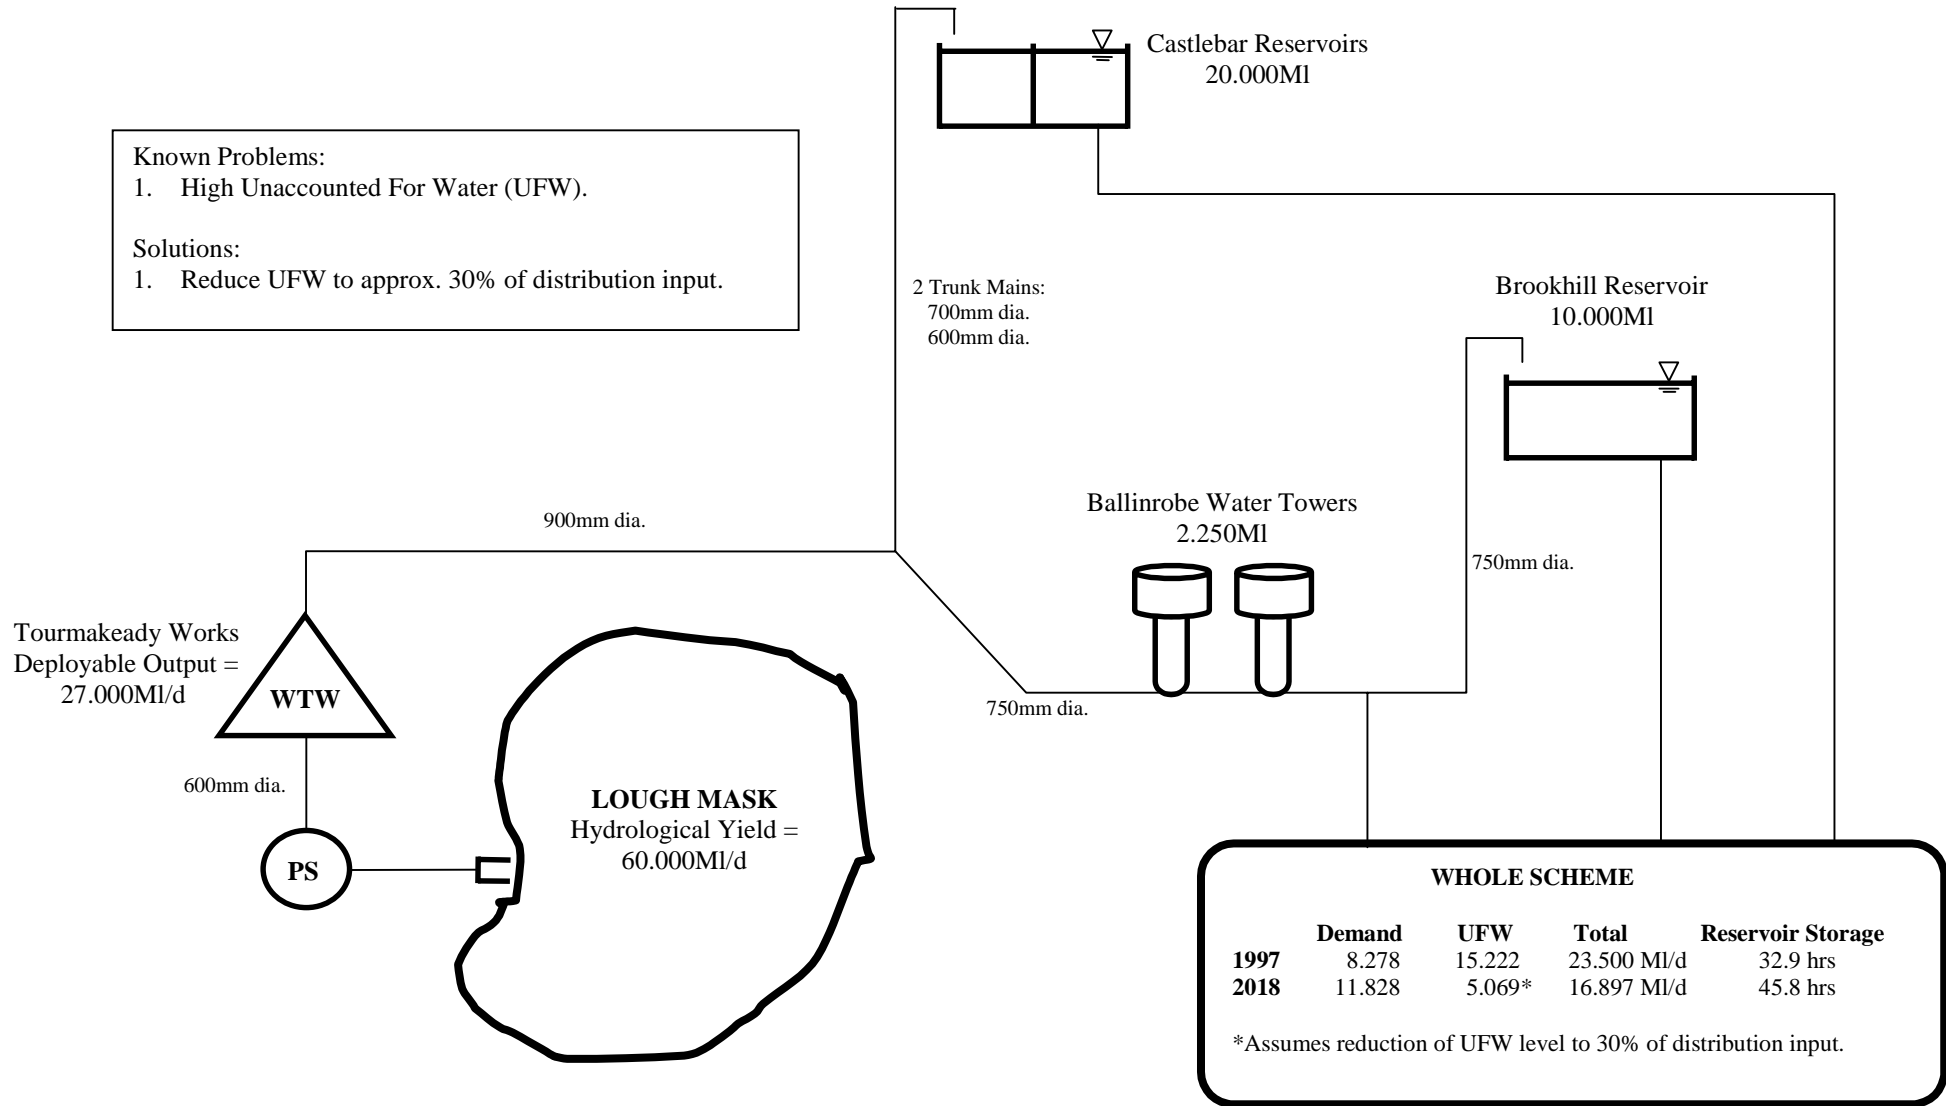 Castlebar Reservoirs
20.000Ml
Known Problems:
1. High Unaccounted For Water (UFW).
Solutions:
1. Reduce UFW to approx. 30% of distribution input.
2 Trunk Mains:
700mm dia.
600mm dia.
Brookhill Reservoir
10.000Ml
Ballinrobe Water Towers
2.250Ml
900mm dia.
750mm dia.
Tourmakeady Works
Deployable Output =
27.000Ml/d
WTW
750mm dia.
600mm dia.
LOUGH MASK
Hydrological Yield =
60.000Ml/d
PS
WHOLE SCHEME
Demand UFW Total Reservoir Storage
1997 8.278 15.222 23.500 Ml/d 32.9 hrs
2018 11.828 5.069* 16.897 Ml/d 45.8 hrs
*Assumes reduction of UFW level to 30% of distribution input.